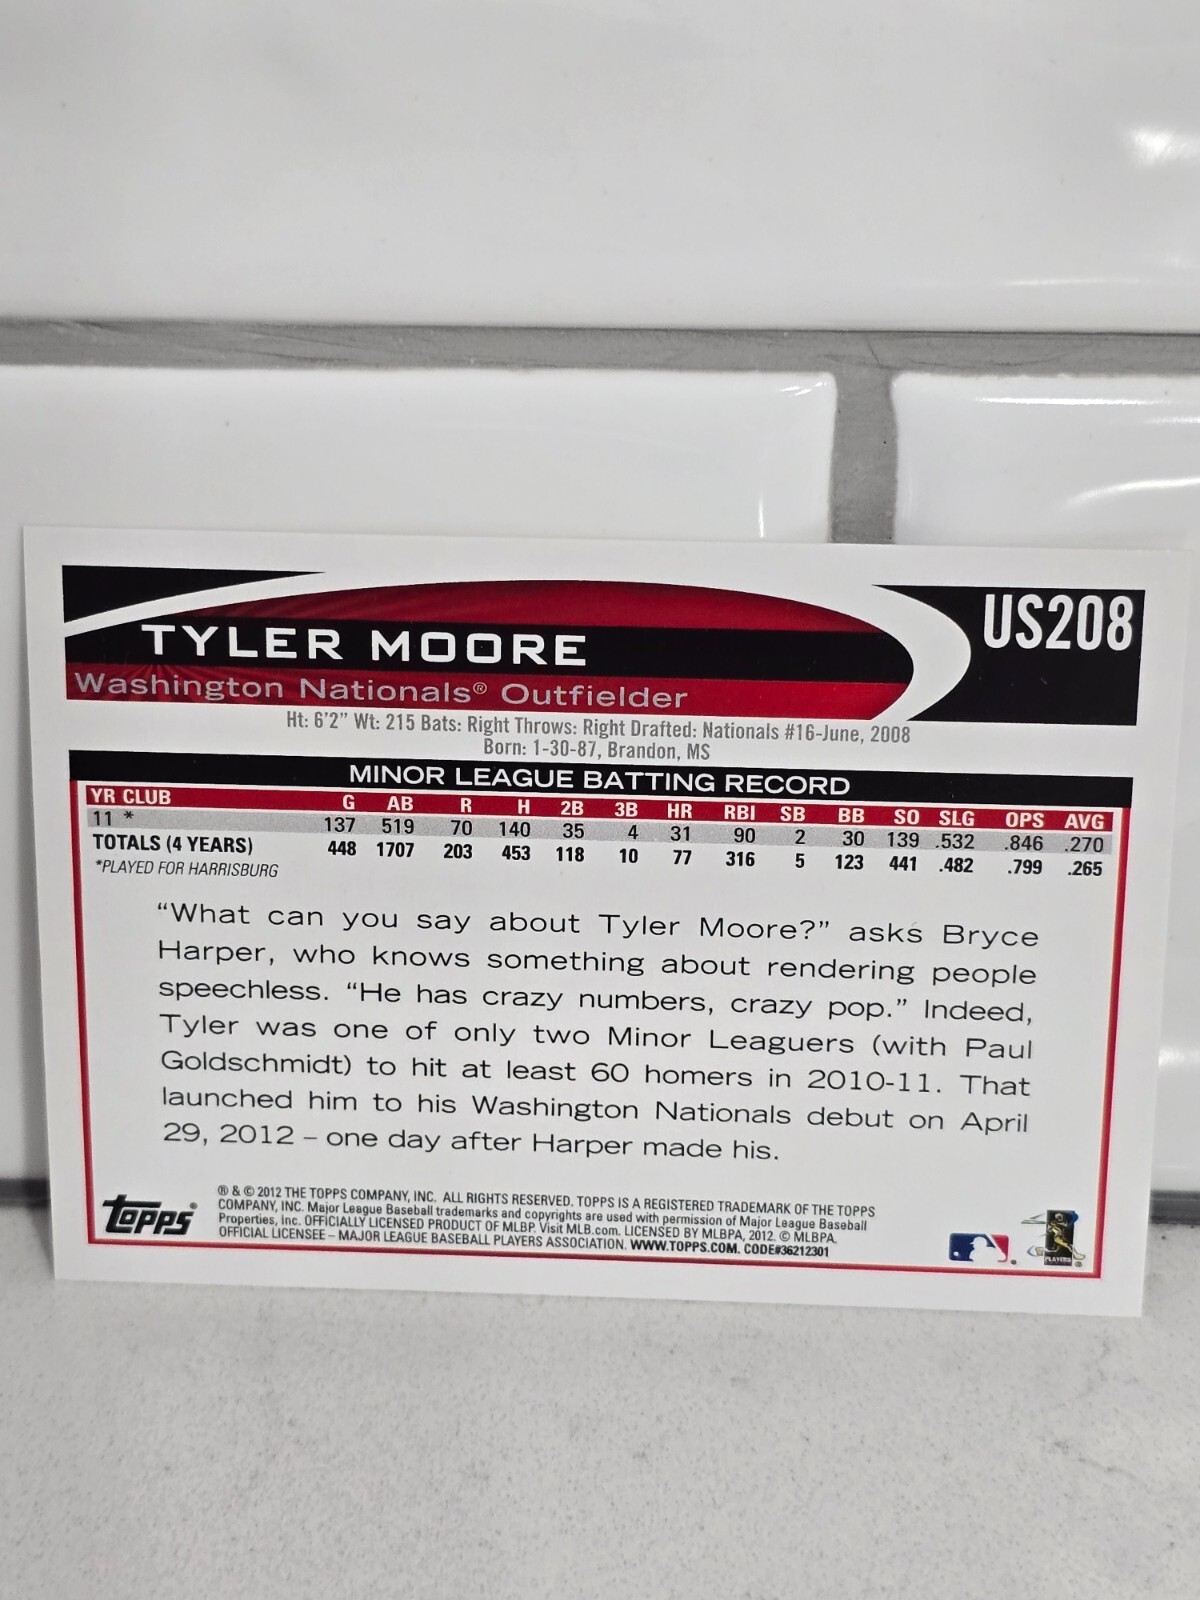 TYLER MOORE
US208
Washington Nationals® Outfielder
Ht: 6'2" Wt: 215 Bats: Right Throws: Right Drafted: Nationals #16-June, 2008
Born: 1-30-87, Brandon, MS
MINOR LEAGUE BATTING RECORD
YR CLUB G AB R H 2B 3B HR RBI SB BB SO SLG OPS AVG
11 * 137 519 70 140 35 4 31 90 2 30 139 .532 .846 .270
TOTALS (4 YEARS) 448 1707 203 453 118 10 77 316 5 123 441 .482 .799 .265
*PLAYED FOR HARRISBURG
“What can you say about Tyler Moore?” asks Bryce
Harper, who knows something about rendering people
speechless. “He has crazy numbers, crazy pop.” Indeed,
Tyler was one of only two Minor Leaguers (with Paul
Goldschmidt) to hit at least 60 homers in 2010-11. That
launched him to his Washington Nationals debut on April
29, 2012 – one day after Harper made his.
topps®
® & © 2012 THE TOPPS COMPANY, INC. ALL RIGHTS RESERVED. TOPPS IS A REGISTERED TRADEMARK OF THE TOPPS
COMPANY, INC. Major League Baseball trademarks and copyrights are used with permission of Major League Baseball
Properties, Inc. OFFICIALLY LICENSED PRODUCT OF MLBP. Visit MLB.com. LICENSED BY MLBPA, 2012. © MLBPA.
OFFICIAL LICENSEE – MAJOR LEAGUE BASEBALL PLAYERS ASSOCIATION. WWW.TOPPS.COM. CODE#36212301
PLAYERS